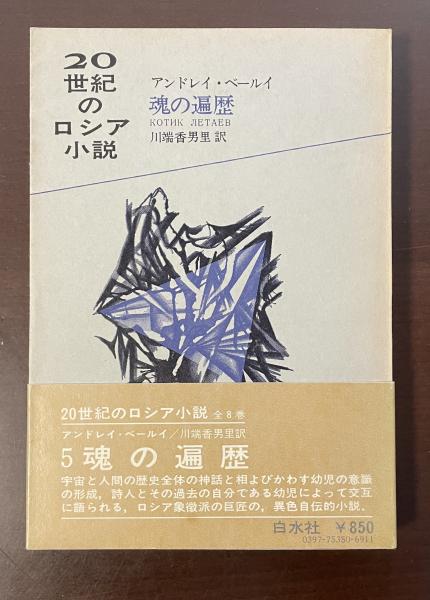 20
世紀
の
ロシア
小説
アンドレイ・ベールイ
魂の遍歴
КОТИК ЛЕТАЕВ
川端香男里 訳
20世紀のロシア小説 全8巻
アンドレイ・ベールイ／川端香男里訳
5 魂の遍歴
宇宙と人間の歴史全体の神話と相よびかわす幼児の意識
の形成，詩人とその過去の自分である幼児によって交互
に語られる，ロシア象徴派の巨匠の，異色自伝的小説．
白水社 ￥850
0397-75350-6911